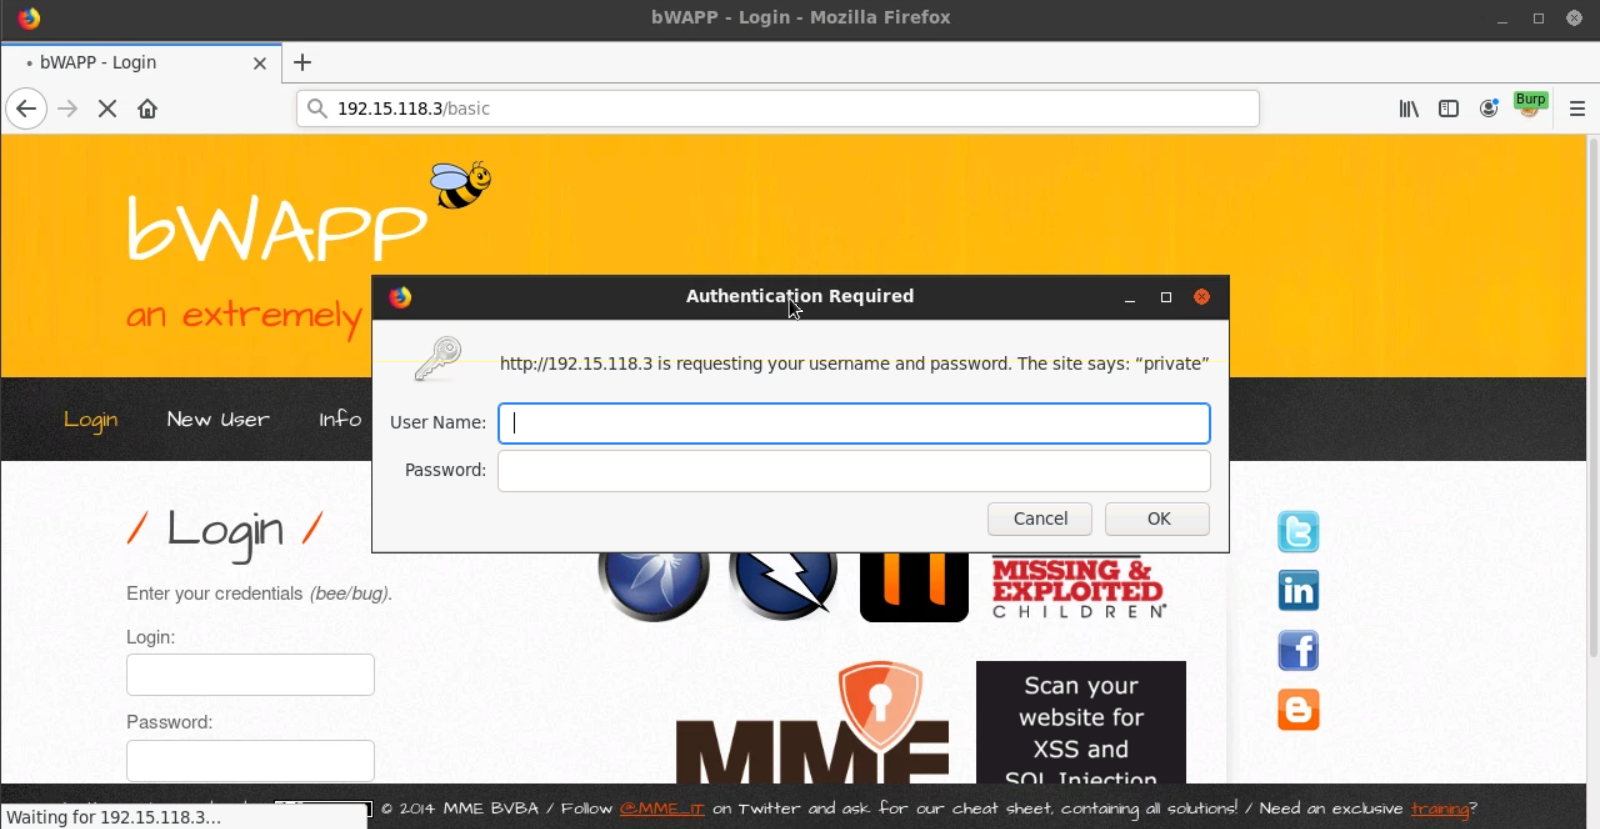 bWAPP - Login - Mozilla Firefox
• bWAPP - Login
192.15.118.3/basic
Burp
bWAPP
an extremely
Authentication Required
http://192.15.118.3 is requesting your username and password. The site says: “private”
User Name:
Password:
Cancel
OK
Login
New User
Info
/ Login /
Enter your credentials (bee/bug).
Login:
Password:
MISSING &
EXPLOITED
CHILDREN®
MME
Scan your
website for
XSS and
SQL Injection
© 2014 MME BVBA / Follow @MME_IT on Twitter and ask for our cheat sheet, containing all solutions! / Need an exclusive training?
Waiting for 192.15.118.3...